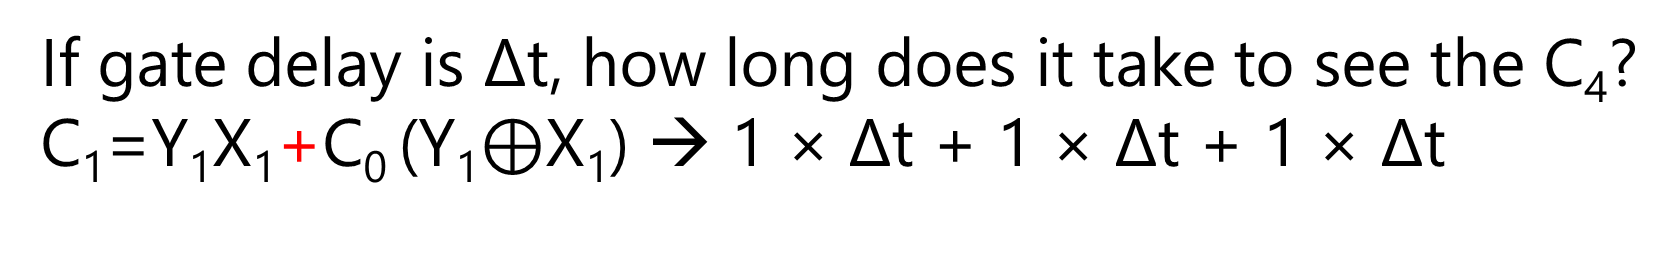 If gate delay is Δt, how long does it take to see the C₄?
C₁=Y₁X₁+C₀ (Y₁⊕X₁) → 1 × Δt + 1 × Δt + 1 × Δt